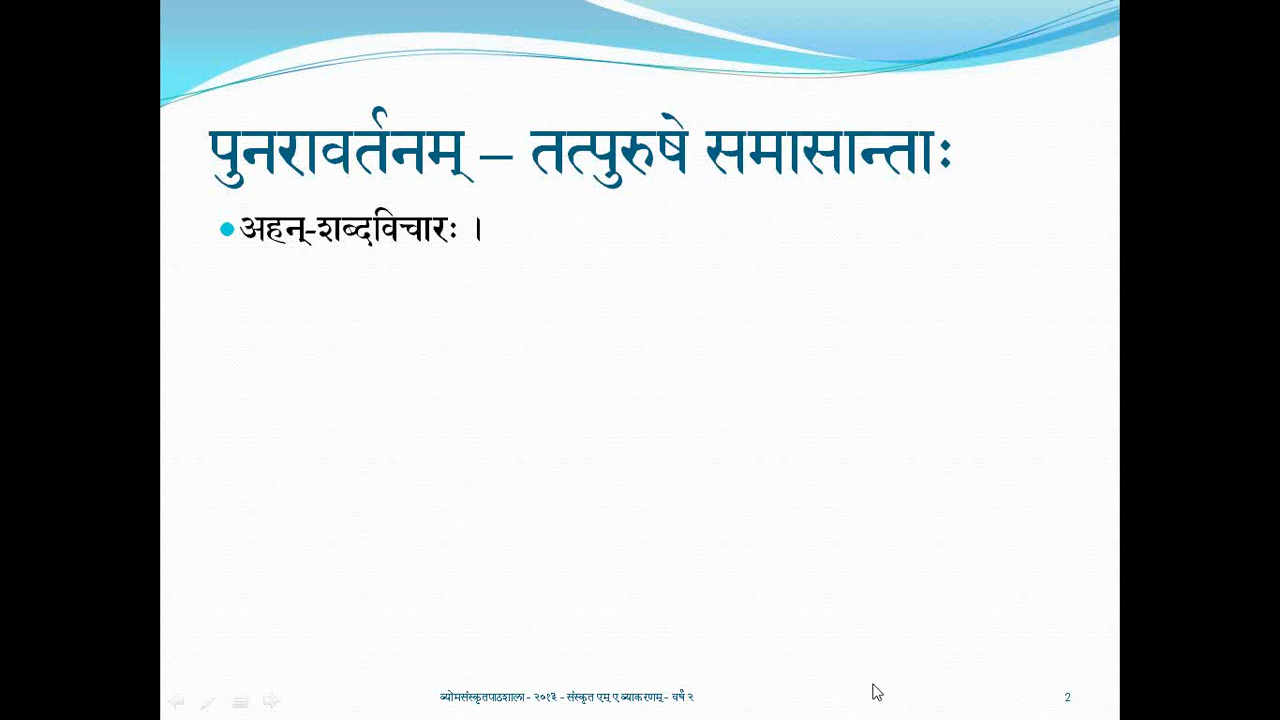 पुनरावर्तनम् – तत्पुरुषे समासान्ताः
अहन्-शब्दविचारः ।
व्योमसंस्कृतपाठशाला - २०१३ - संस्कृत एम् ए व्याकरणम् - वर्षं २
2